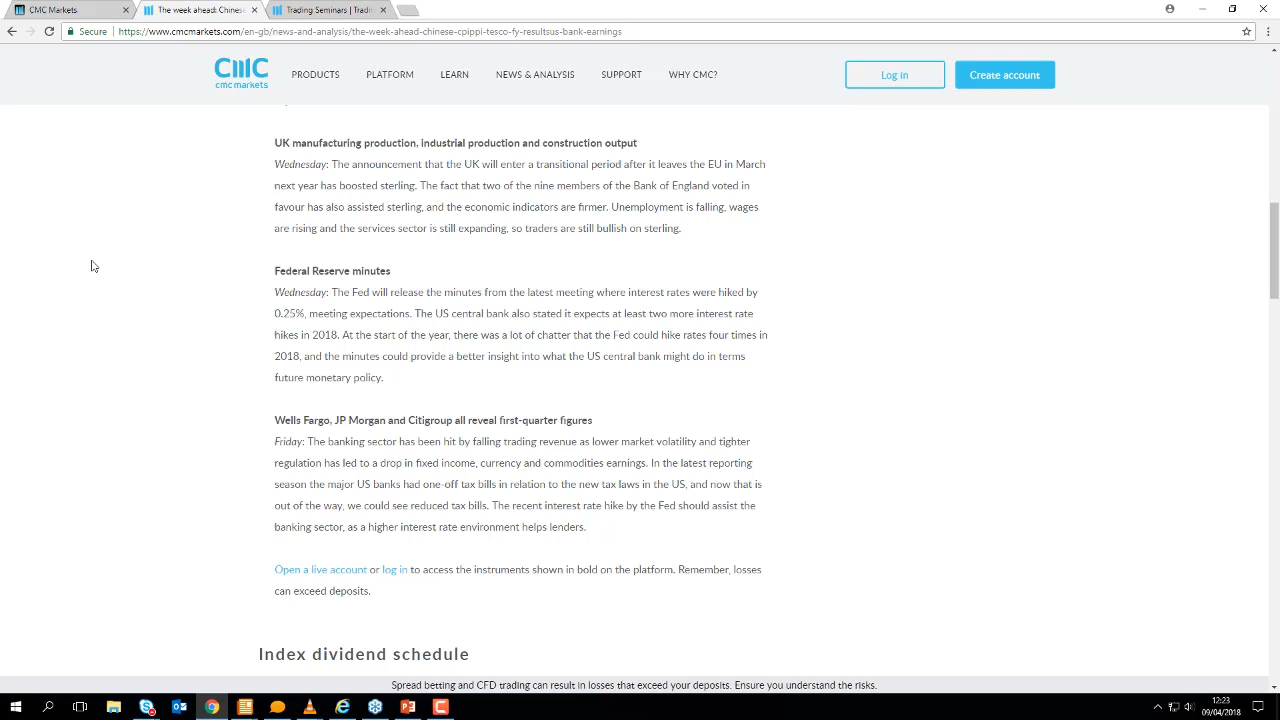 CMC Markets
The week ahead: Chines
Trading Seminars | Tradi
Secure
https://www.cmcmarkets.com/en-gb/news-and-analysis/the-week-ahead-chinese-cpippi-tesco-fy-resultsus-bank-earnings
cmc markets
PRODUCTS
PLATFORM
LEARN
NEWS & ANALYSIS
SUPPORT
WHY CMC?
Log in
Create account
UK manufacturing production, industrial production and construction output
Wednesday: The announcement that the UK will enter a transitional period after it leaves the EU in March
next year has boosted sterling. The fact that two of the nine members of the Bank of England voted in
favour has also assisted sterling, and the economic indicators are firmer. Unemployment is falling, wages
are rising and the services sector is still expanding, so traders are still bullish on sterling.
Federal Reserve minutes
Wednesday: The Fed will release the minutes from the latest meeting where interest rates were hiked by
0.25%, meeting expectations. The US central bank also stated it expects at least two more interest rate
hikes in 2018. At the start of the year, there was a lot of chatter that the Fed could hike rates four times in
2018, and the minutes could provide a better insight into what the US central bank might do in terms
future monetary policy.
Wells Fargo, JP Morgan and Citigroup all reveal first-quarter figures
Friday: The banking sector has been hit by falling trading revenue as lower market volatility and tighter
regulation has led to a drop in fixed income, currency and commodities earnings. In the latest reporting
season the major US banks had one-off tax bills in relation to the new tax laws in the US, and now that is
out of the way, we could see reduced tax bills. The recent interest rate hike by the Fed should assist the
banking sector, as a higher interest rate environment helps lenders.
Open a live account or log in to access the instruments shown in bold on the platform. Remember, losses
can exceed deposits.
Index dividend schedule
Spread betting and CFD trading can result in losses that exceed your deposits. Ensure you understand the risks.
12:23
09/04/2018